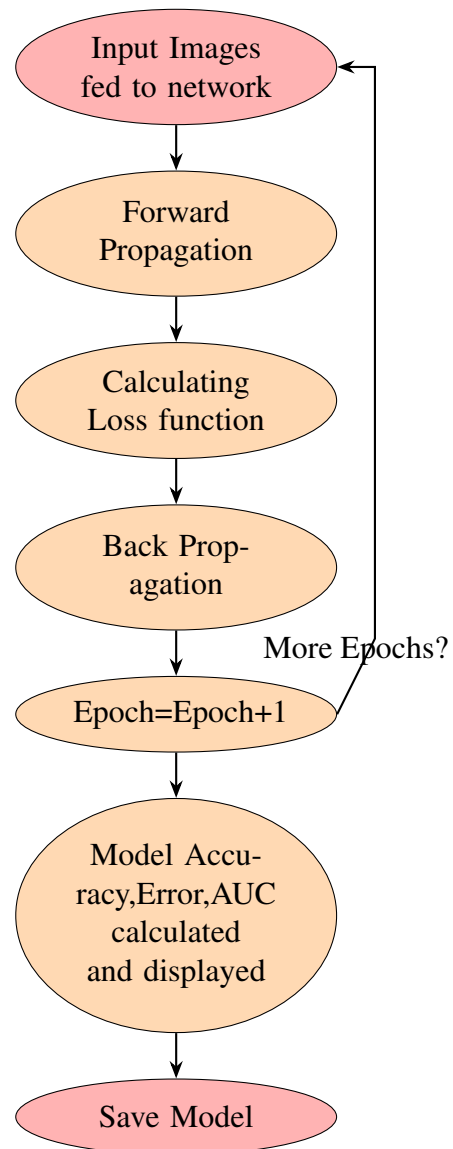 Input Images
fed to network
Forward
Propagation
Calculating
Loss function
Back Prop-
agation
More Epochs?
Epoch=Epoch+1
Model Accu-
racy,Error,AUC
calculated
and displayed
Save Model